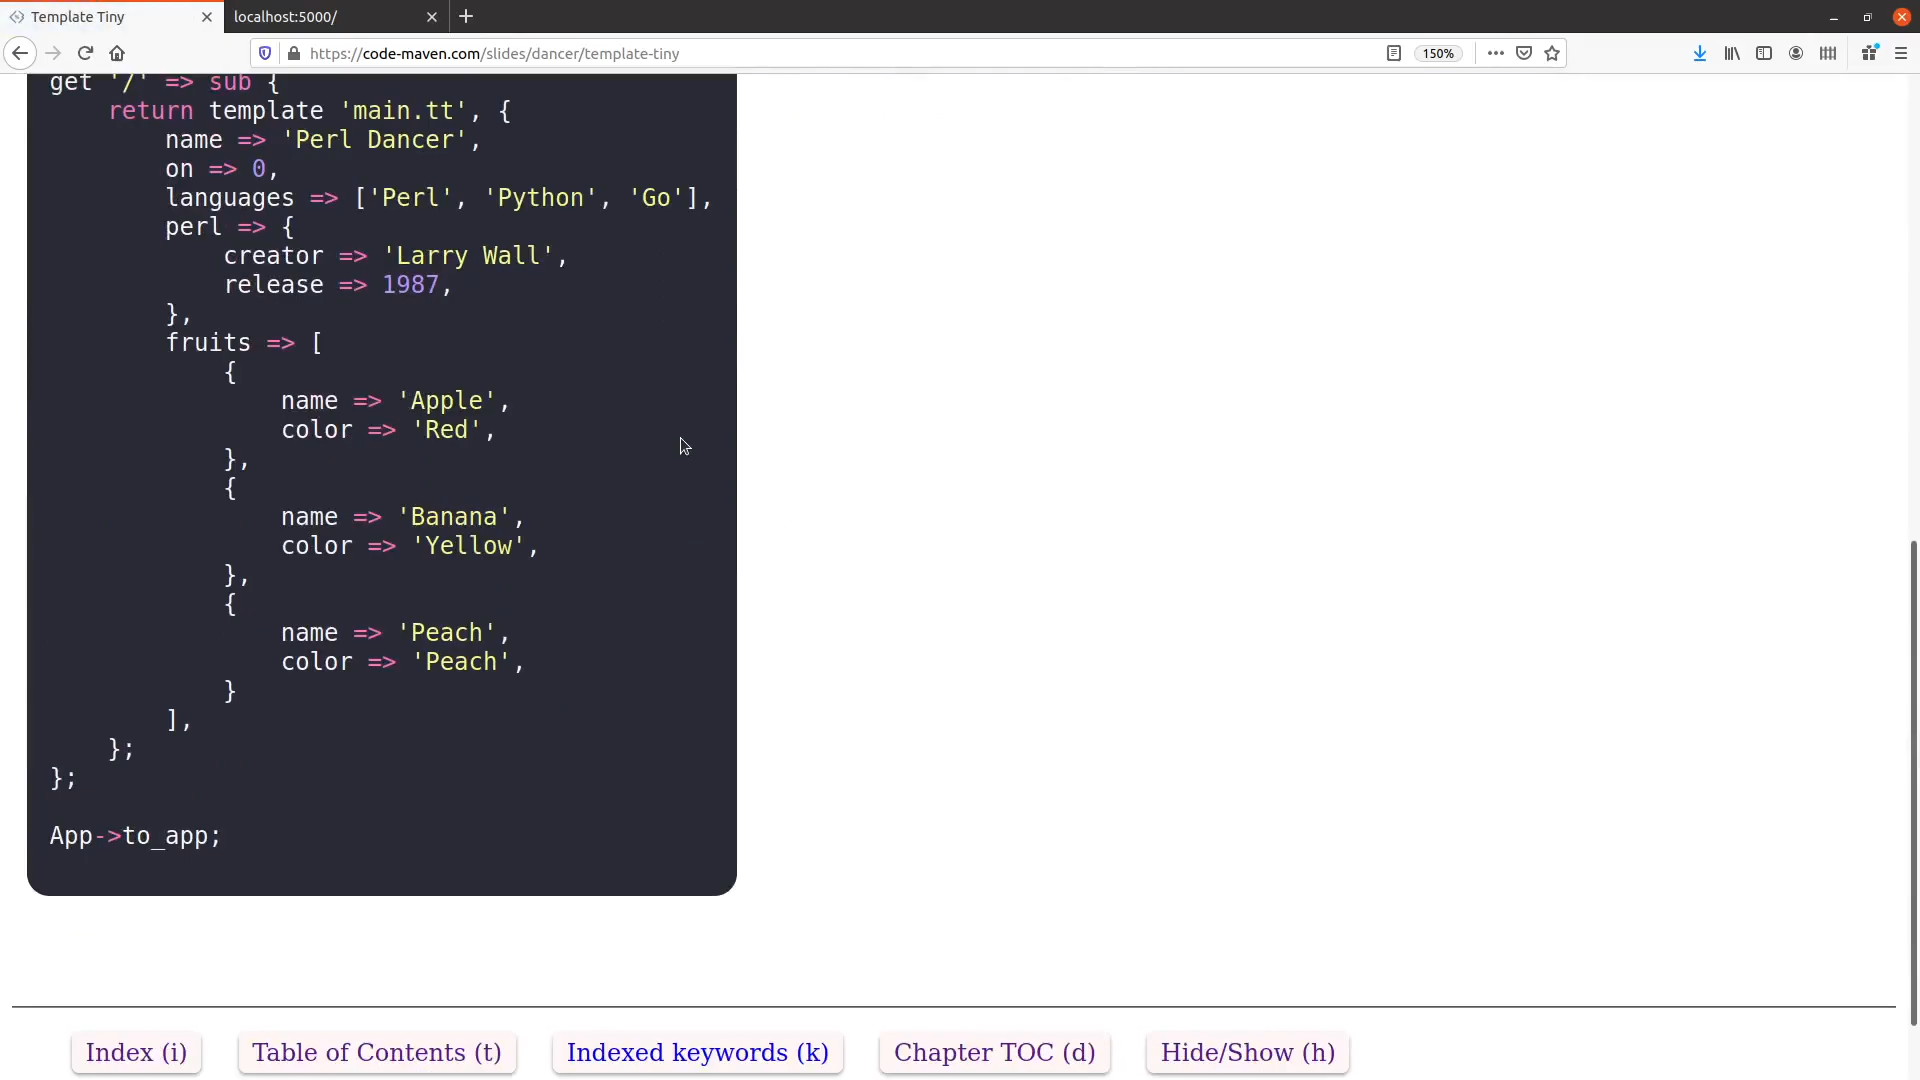 Template Tiny
localhost:5000/
https://code-maven.com/slides/dancer/template-tiny
150%
get '/' => sub {
return template 'main.tt', {
name => 'Perl Dancer',
on => 0,
languages => ['Perl', 'Python', 'Go'],
perl => {
creator => 'Larry Wall',
release => 1987,
},
fruits => [
{
name => 'Apple',
color => 'Red',
},
{
name => 'Banana',
color => 'Yellow',
},
{
name => 'Peach',
color => 'Peach',
}
],
};
};
App->to_app;
Index (i)
Table of Contents (t)
Indexed keywords (k)
Chapter TOC (d)
Hide/Show (h)